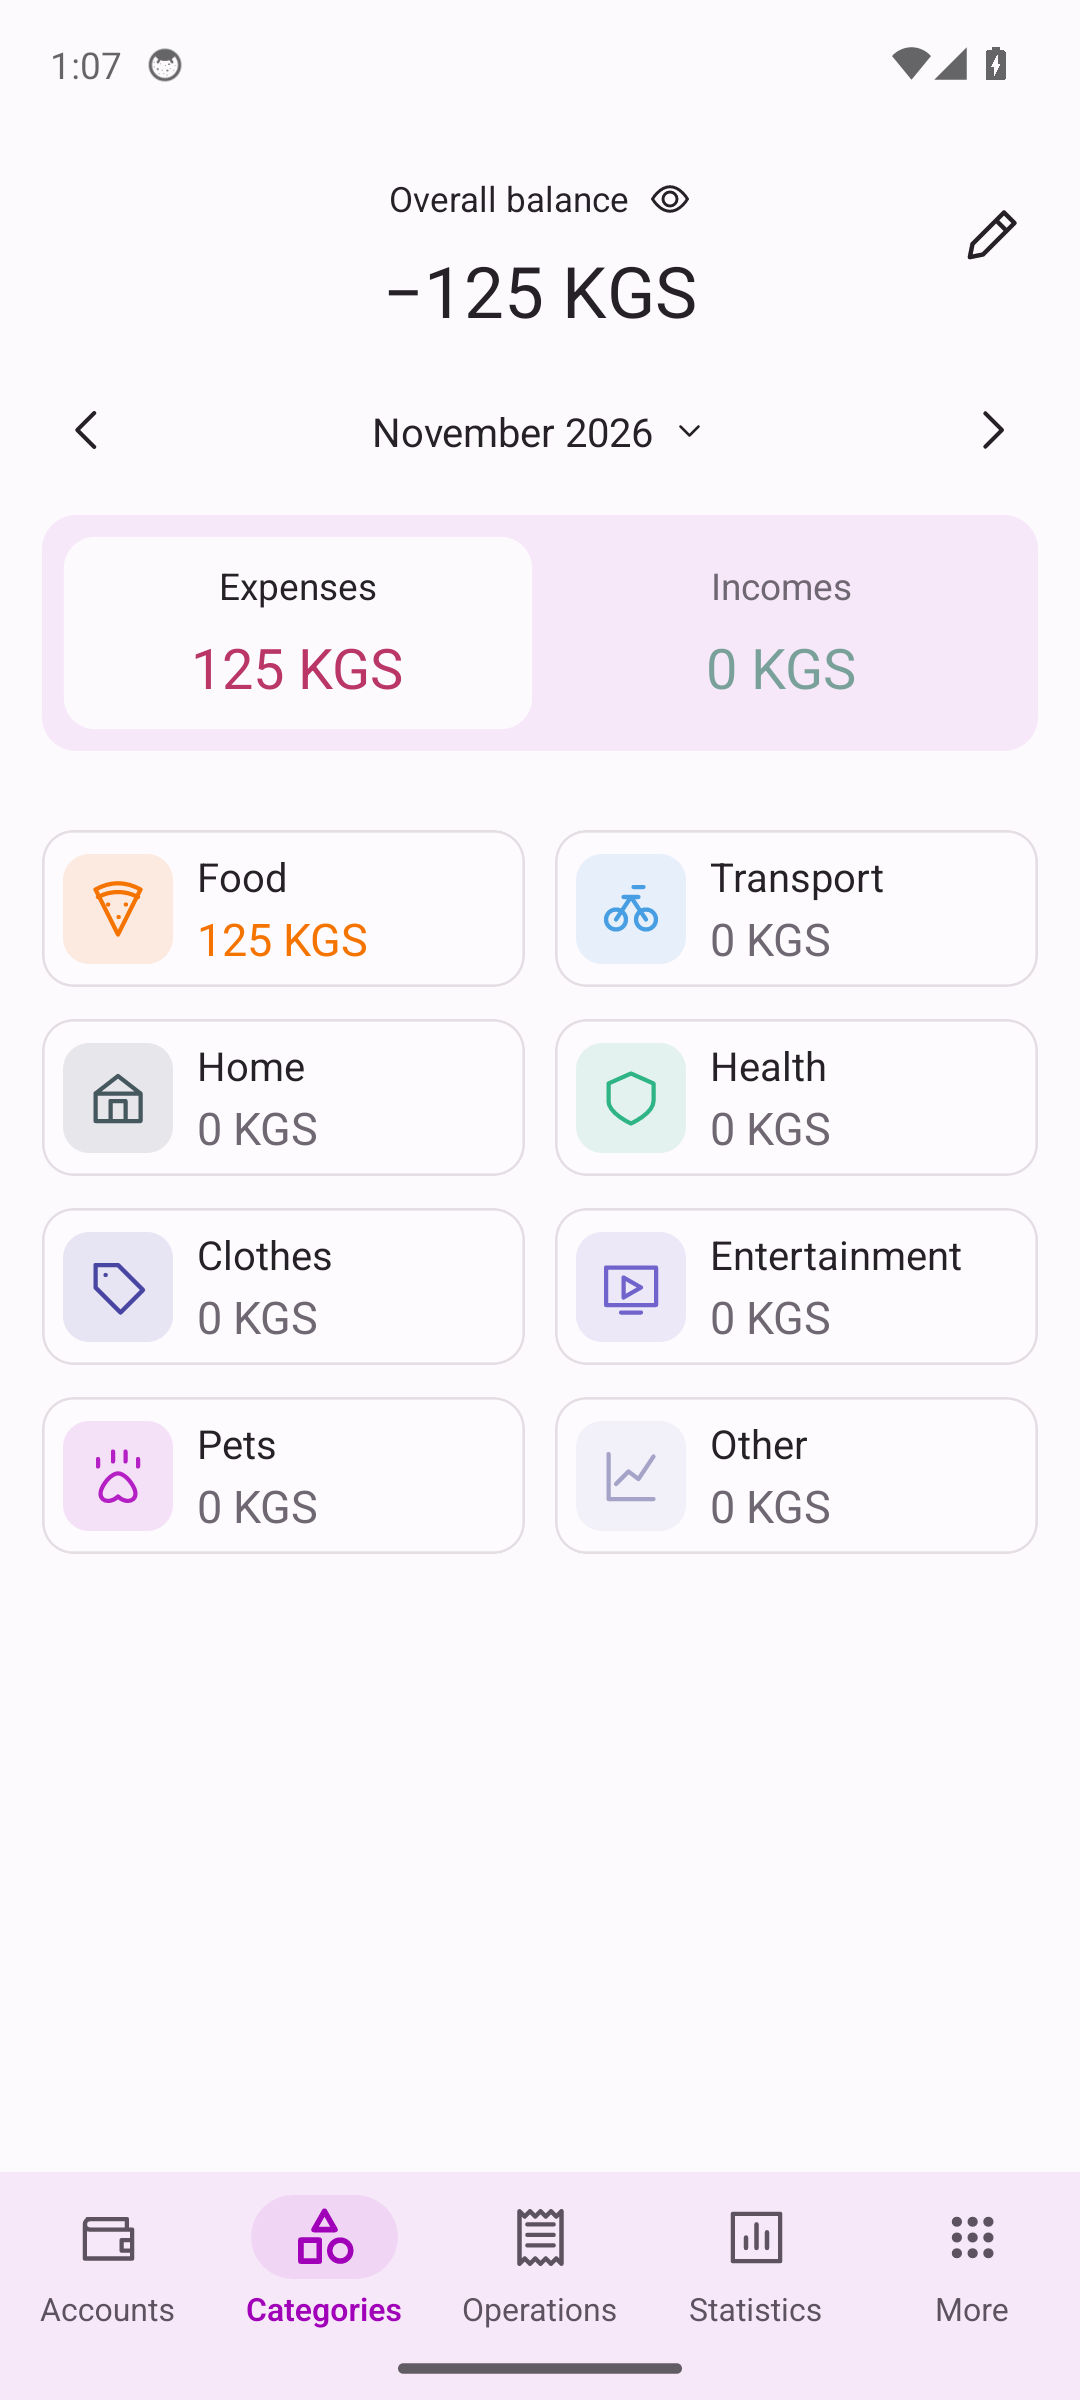 1:07
Overall balance
−125 KGS
November 2026
Expenses
125 KGS
Incomes
0 KGS
Food
125 KGS
Transport
0 KGS
Home
0 KGS
Health
0 KGS
Clothes
0 KGS
Entertainment
0 KGS
Pets
0 KGS
Other
0 KGS
Accounts
Categories
Operations
Statistics
More